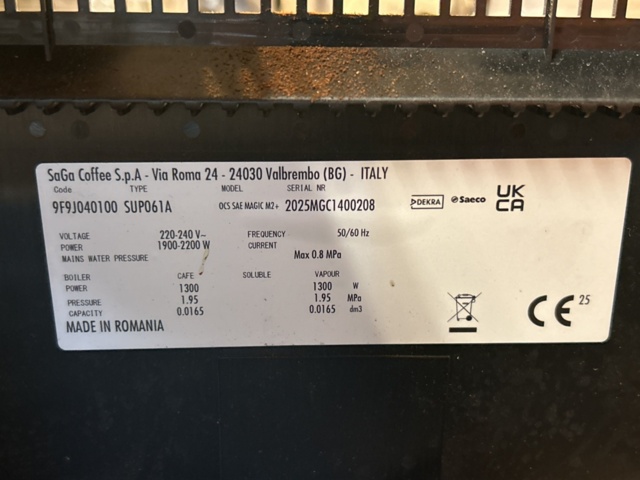 SaGa Coffee S.p.A - Via Roma 24 - 24030 Valbrembo (BG) - ITALY
Code TYPE MODEL SERIAL NR
9F9J040100 SUP061A OCS SAE MAGIC M2+ 2025MGC1400208
DEKRA Saeco UK CA
VOLTAGE 220-240 V~ FREQUENCY 50/60 Hz
POWER 1900-2200 W CURRENT
MAINS WATER PRESSURE Max 0.8 MPa
BOILER CAFE SOLUBLE VAPOUR
POWER 1300 1300 W
PRESSURE 1.95 1.95 MPa
CAPACITY 0.0165 0.0165 dm3
MADE IN ROMANIA
CE 25